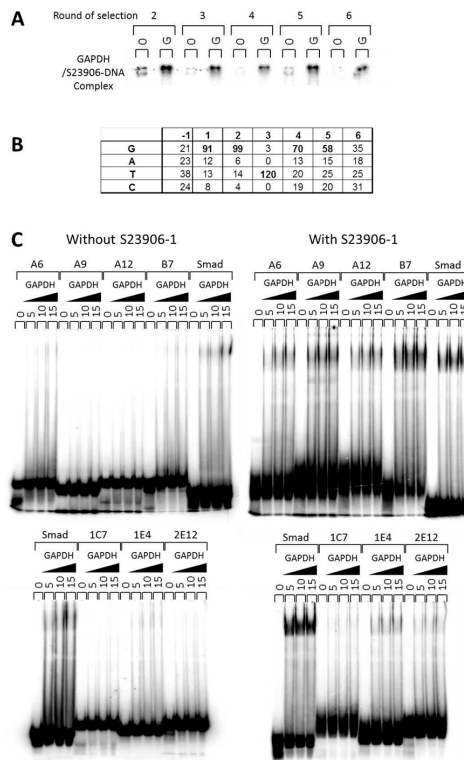 A
Round of selection 2 3 4 5 6
0 G 0 G 0 G 0 G 0 G
GAPDH
/S23906-DNA
Complex
B
-1 1 2 3 4 5 6
G 21 91 99 3 70 58 35
A 23 12 6 0 13 15 18
T 38 13 14 120 20 25 25
C 24 8 4 0 19 20 31
C
Without S23906-1 With S23906-1
A6 A9 A12 B7 Smad A6 A9 A12 B7 Smad
GAPDH GAPDH GAPDH GAPDH GAPDH GAPDH GAPDH GAPDH GAPDH GAPDH
0 5 10 15 0 5 10 15 0 5 10 15 0 5 10 15 0 5 10 15 0 5 10 15 0 5 10 15 0 5 10 15 0 5 10 15 0 5 10 15
Smad 1C7 1E4 2E12 Smad 1C7 1E4 2E12
GAPDH GAPDH GAPDH GAPDH GAPDH GAPDH GAPDH GAPDH
0 5 10 15 0 5 10 15 0 5 10 15 0 5 10 15 0 5 10 15 0 5 10 15 0 5 10 15 0 5 10 15